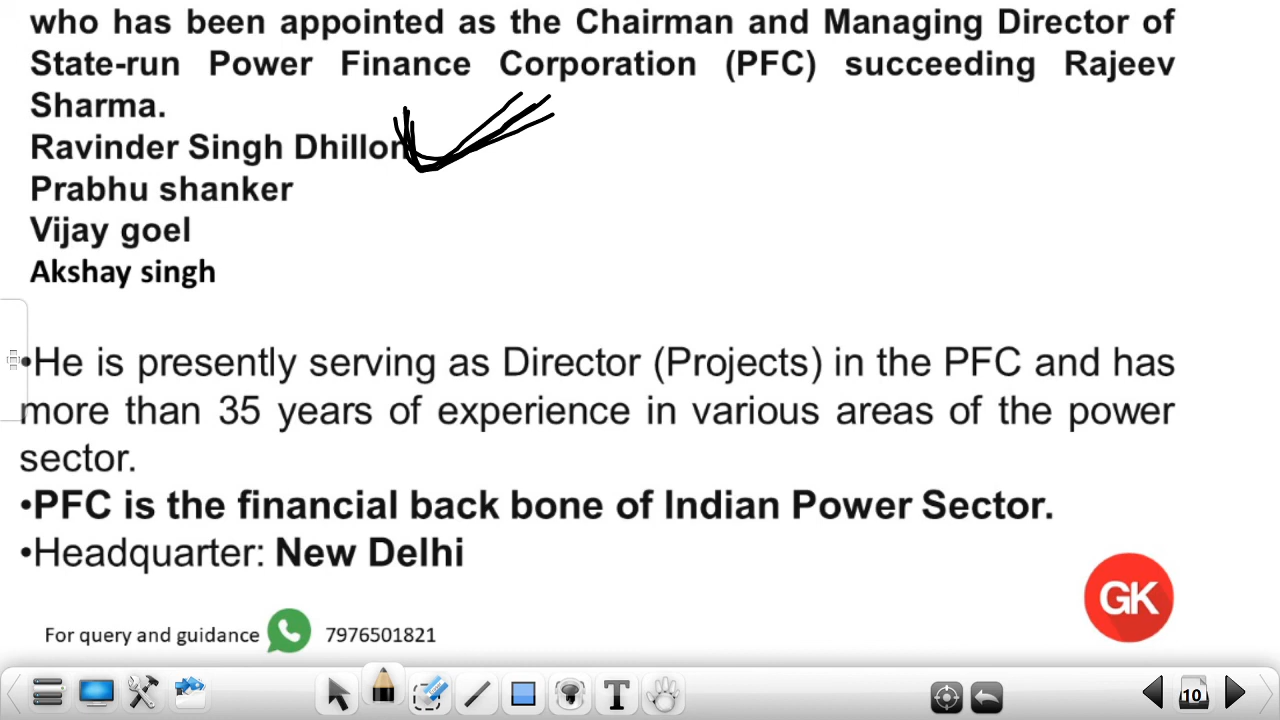 who has been appointed as the Chairman and Managing Director of
State-run Power Finance Corporation (PFC) succeeding Rajeev
Sharma.
Ravinder Singh Dhillon
Prabhu shanker
Vijay goel
Akshay singh
•He is presently serving as Director (Projects) in the PFC and has
more than 35 years of experience in various areas of the power
sector.
•PFC is the financial back bone of Indian Power Sector.
•Headquarter: New Delhi
GK
For query and guidance 7976501821
T
10